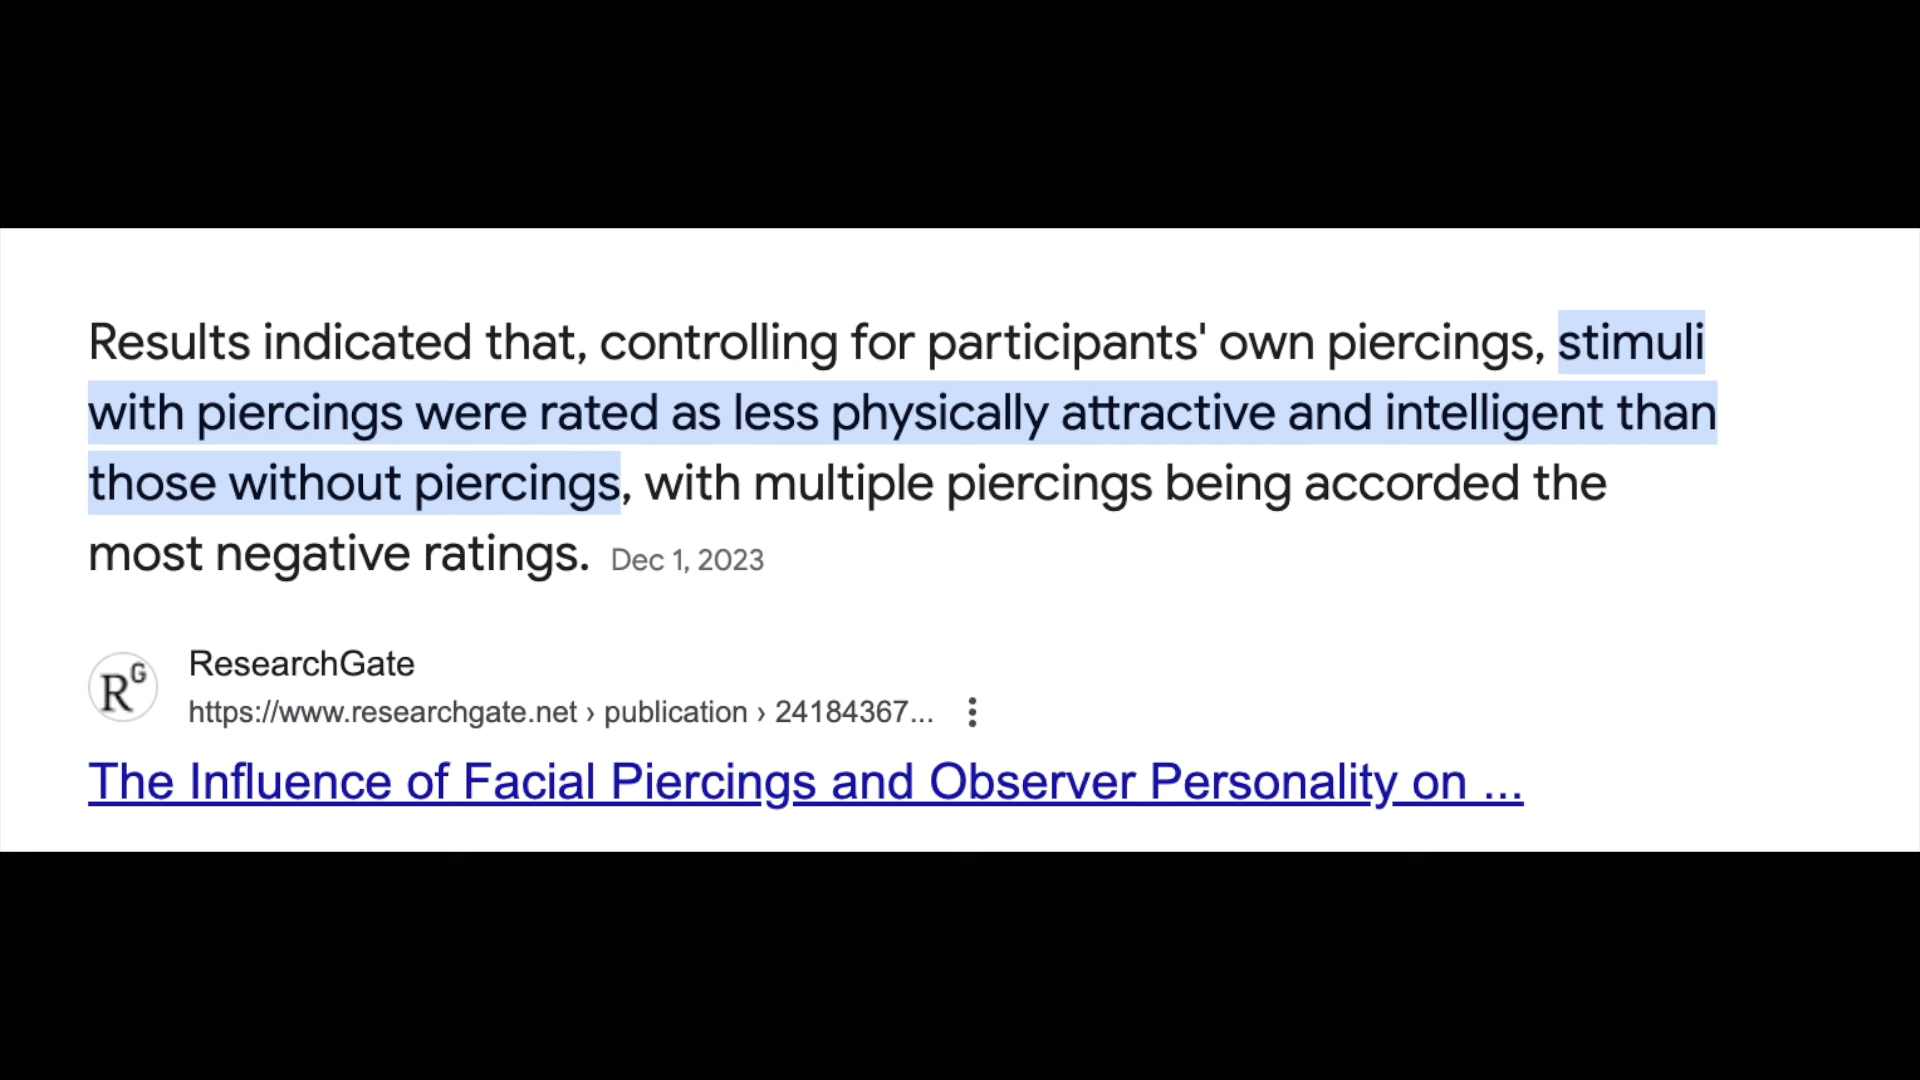 Results indicated that, controlling for participants' own piercings, stimuli
with piercings were rated as less physically attractive and intelligent than
those without piercings, with multiple piercings being accorded the
most negative ratings. Dec 1, 2023
RG
ResearchGate
https://www.researchgate.net › publication › 24184367...
The Influence of Facial Piercings and Observer Personality on ...